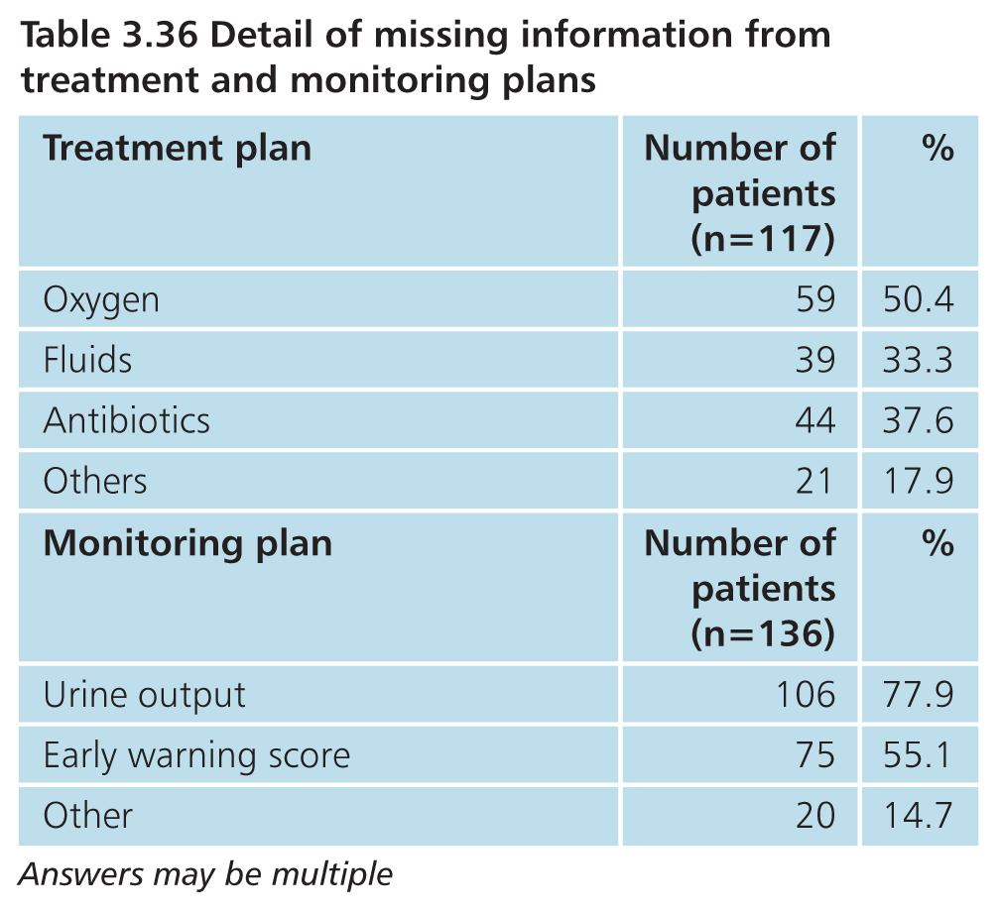 Table 3.36 Detail of missing information from
treatment and monitoring plans
Treatment plan Number of patients (n=117) %
Oxygen 59 50.4
Fluids 39 33.3
Antibiotics 44 37.6
Others 21 17.9
Monitoring plan Number of patients (n=136) %
Urine output 106 77.9
Early warning score 75 55.1
Other 20 14.7
Answers may be multiple